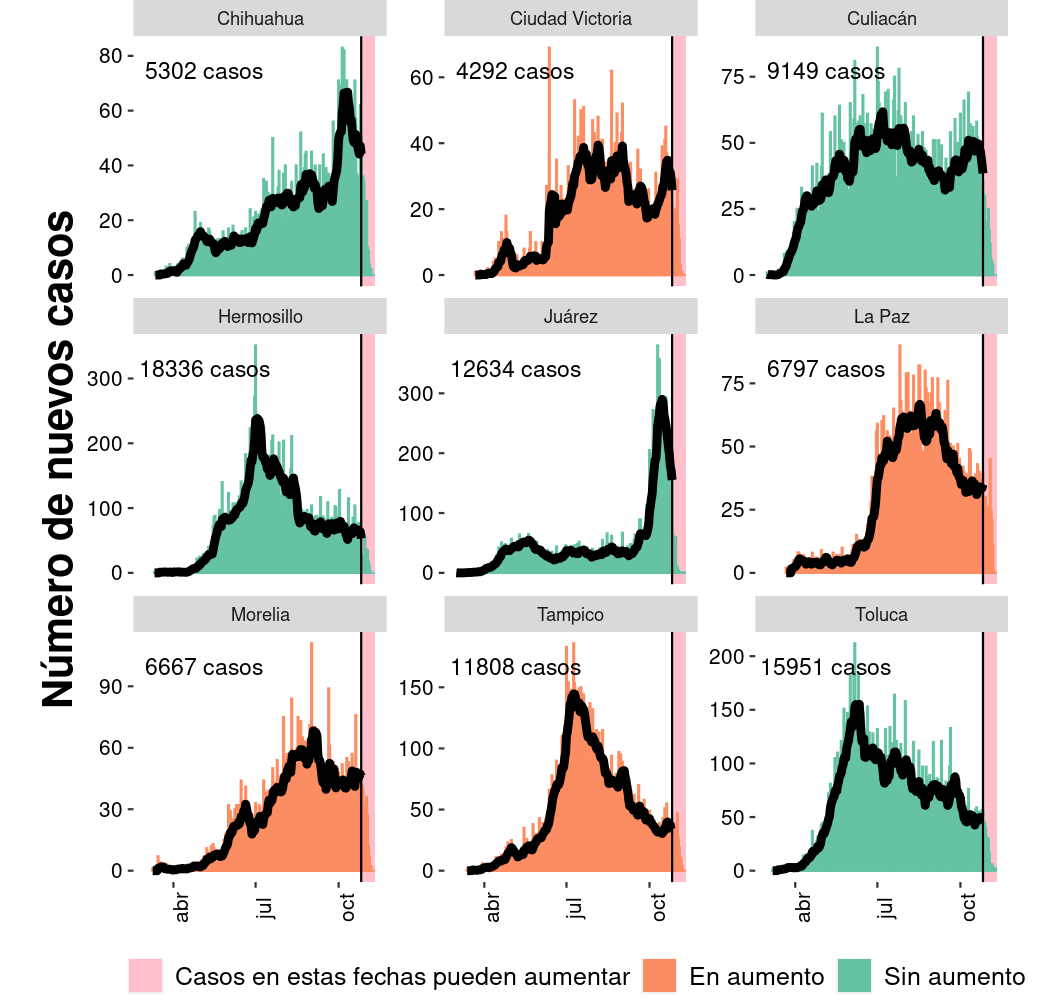 Chihuahua
Ciudad Victoria
Culiacán
80
60
40
20
0
5302 casos
60
40
20
0
4292 casos
75
50
25
0
9149 casos
Número de nuevos casos
Hermosillo
Juárez
La Paz
300
200
100
0
18336 casos
300
200
100
0
12634 casos
75
50
25
0
6797 casos
Morelia
Tampico
Toluca
90
60
30
0
6667 casos
150
100
50
0
11808 casos
200
150
100
50
0
15951 casos
abr
jul
oct
abr
jul
oct
abr
jul
oct
Casos en estas fechas pueden aumentar
En aumento
Sin aumento